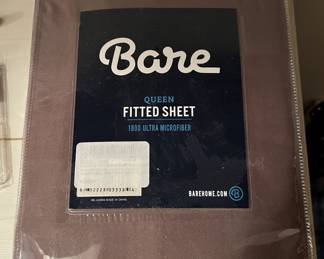 Bare
QUEEN
FITTED SHEET
1800 ULTRA MICROFIBER
BAREHOME.COM